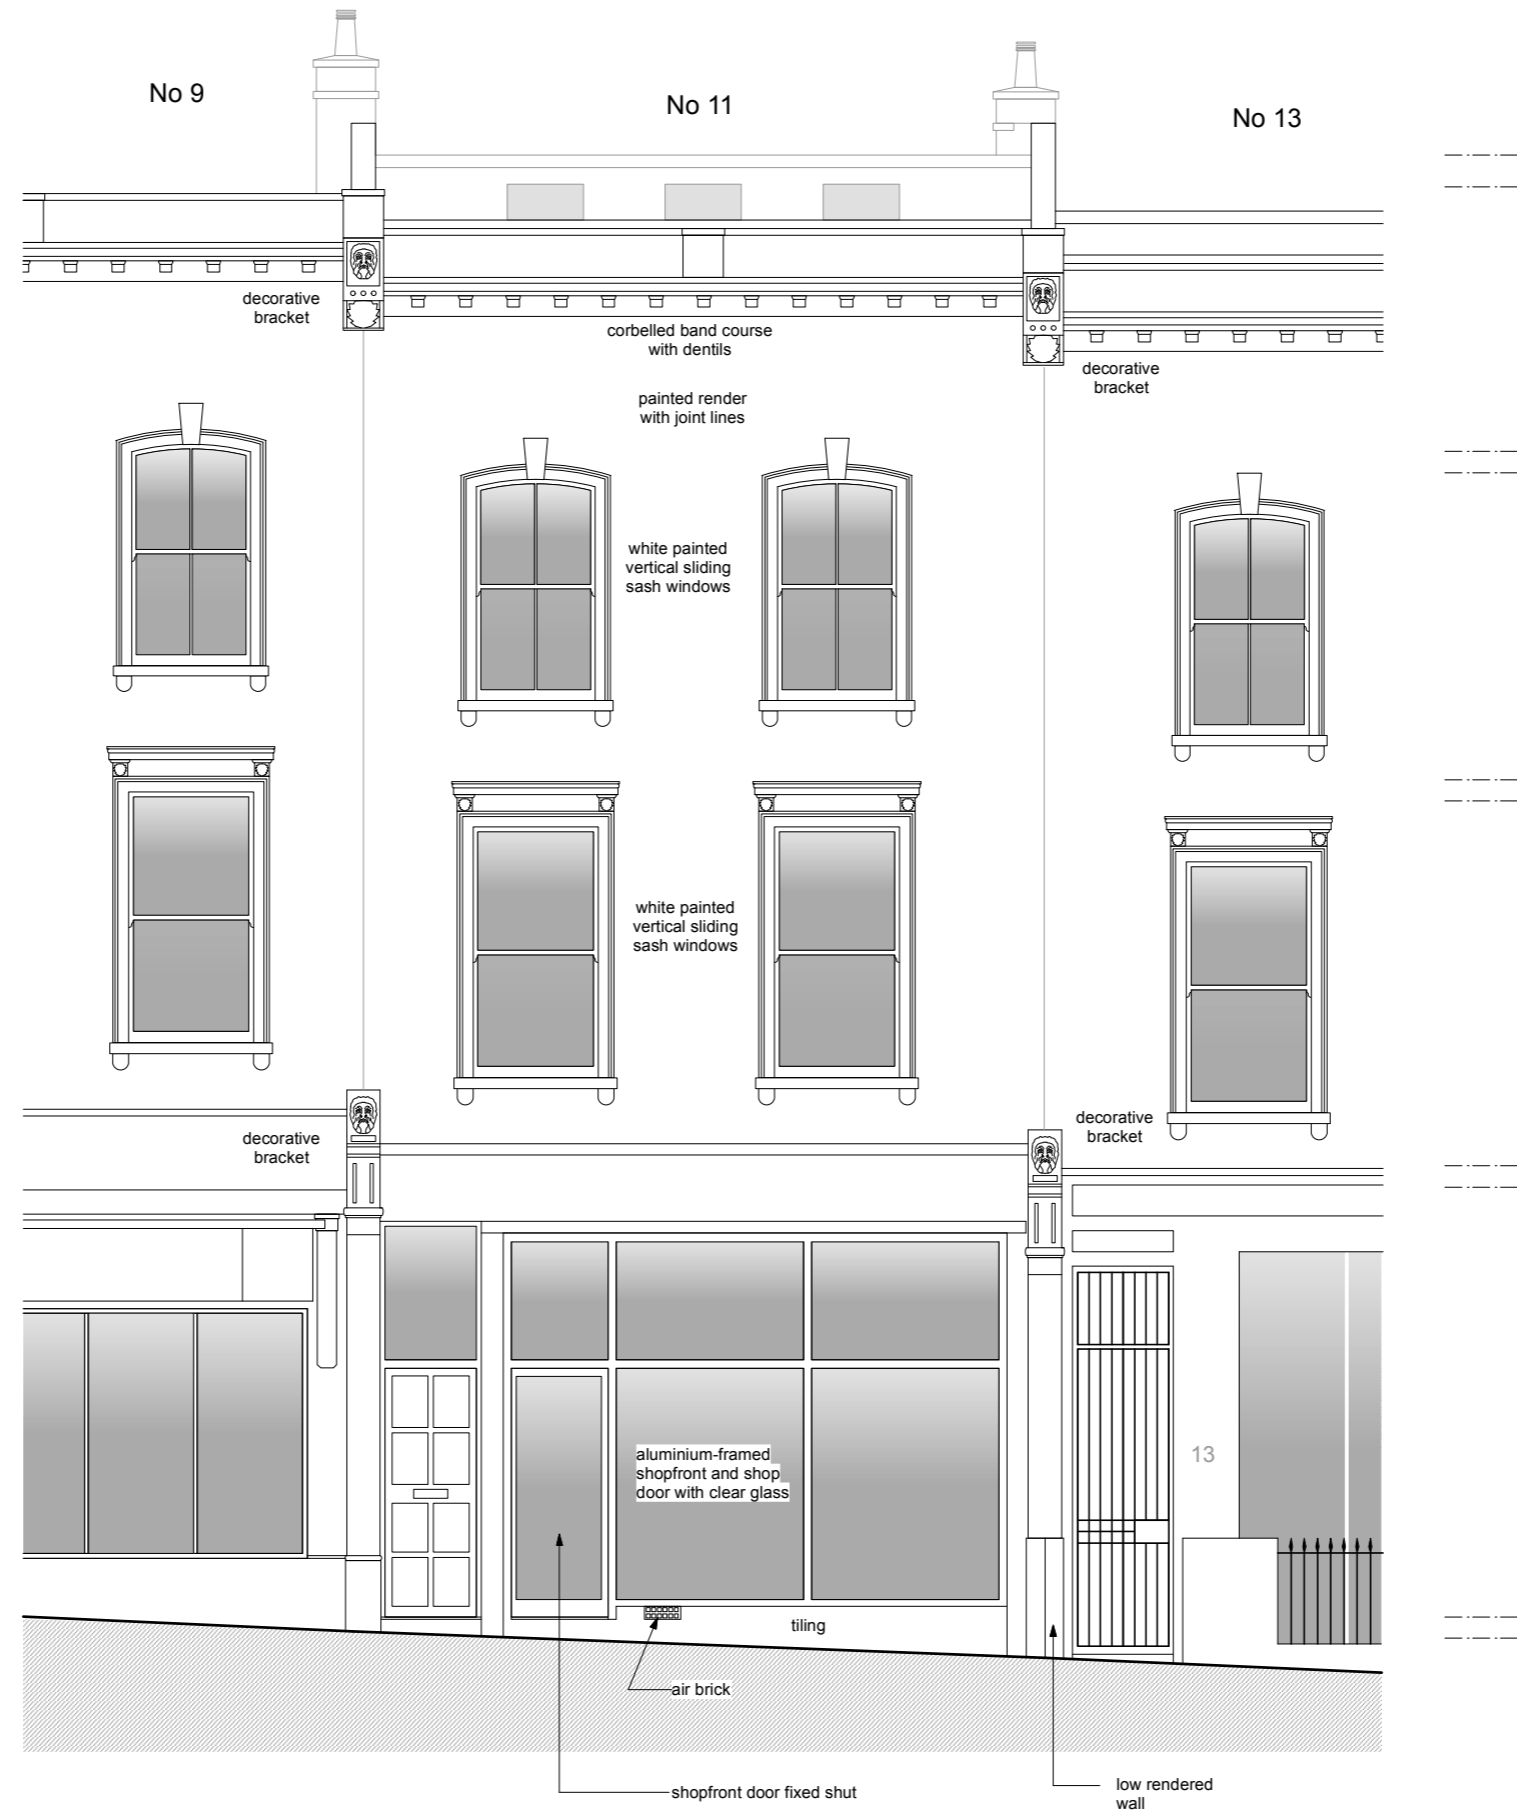 No 9
No 11
No 13
decorative
bracket
corbelled band course
with dentils
decorative
bracket
painted render
with joint lines
white painted
vertical sliding
sash windows
white painted
vertical sliding
sash windows
decorative
bracket
decorative
bracket
aluminium-framed
shopfront and shop
door with clear glass
13
tiling
air brick
shopfront door fixed shut
low rendered
wall